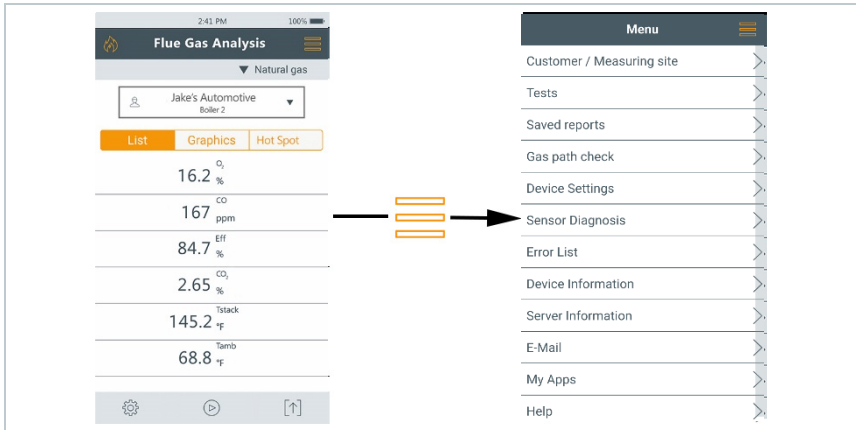 2:41 PM 100%
Flue Gas Analysis
▼ Natural gas
Jake's Automotive ▼
Boiler 2
List Graphics Hot Spot
16.2 O₂ %
167 CO ppm
84.7 Eff %
2.65 CO₂ %
145.2 Tstack °F
68.8 Tamb °F
Menu
Customer / Measuring site
Tests
Saved reports
Gas path check
Device Settings
Sensor Diagnosis
Error List
Device Information
Server Information
E-Mail
My Apps
Help